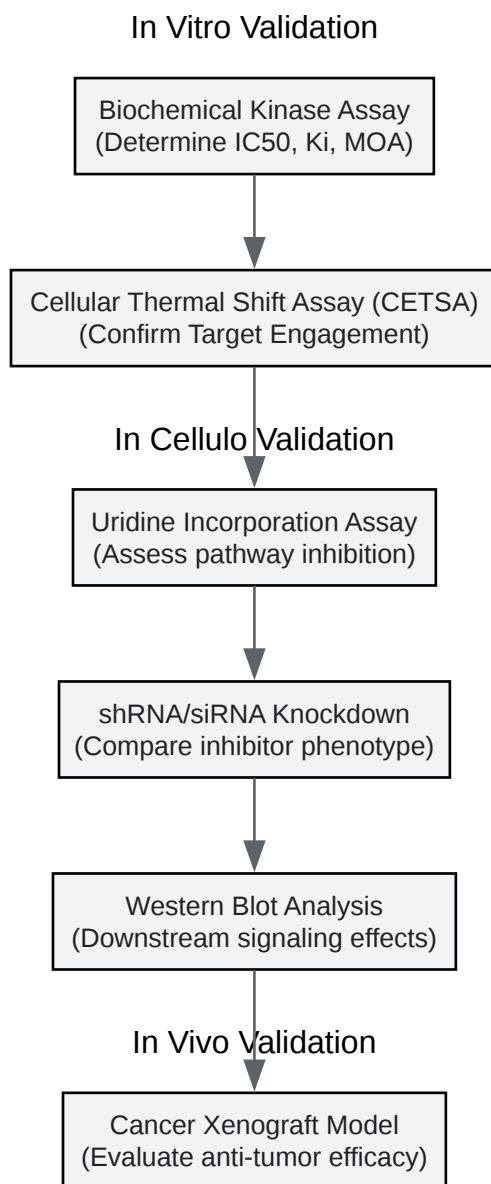 In Vitro Validation
Biochemical Kinase Assay
(Determine IC50, Ki, MOA)
Cellular Thermal Shift Assay (CETSA)
(Confirm Target Engagement)
In Cellulo Validation
Uridine Incorporation Assay
(Assess pathway inhibition)
shRNA/siRNA Knockdown
(Compare inhibitor phenotype)
Western Blot Analysis
(Downstream signaling effects)
In Vivo Validation
Cancer Xenograft Model
(Evaluate anti-tumor efficacy)